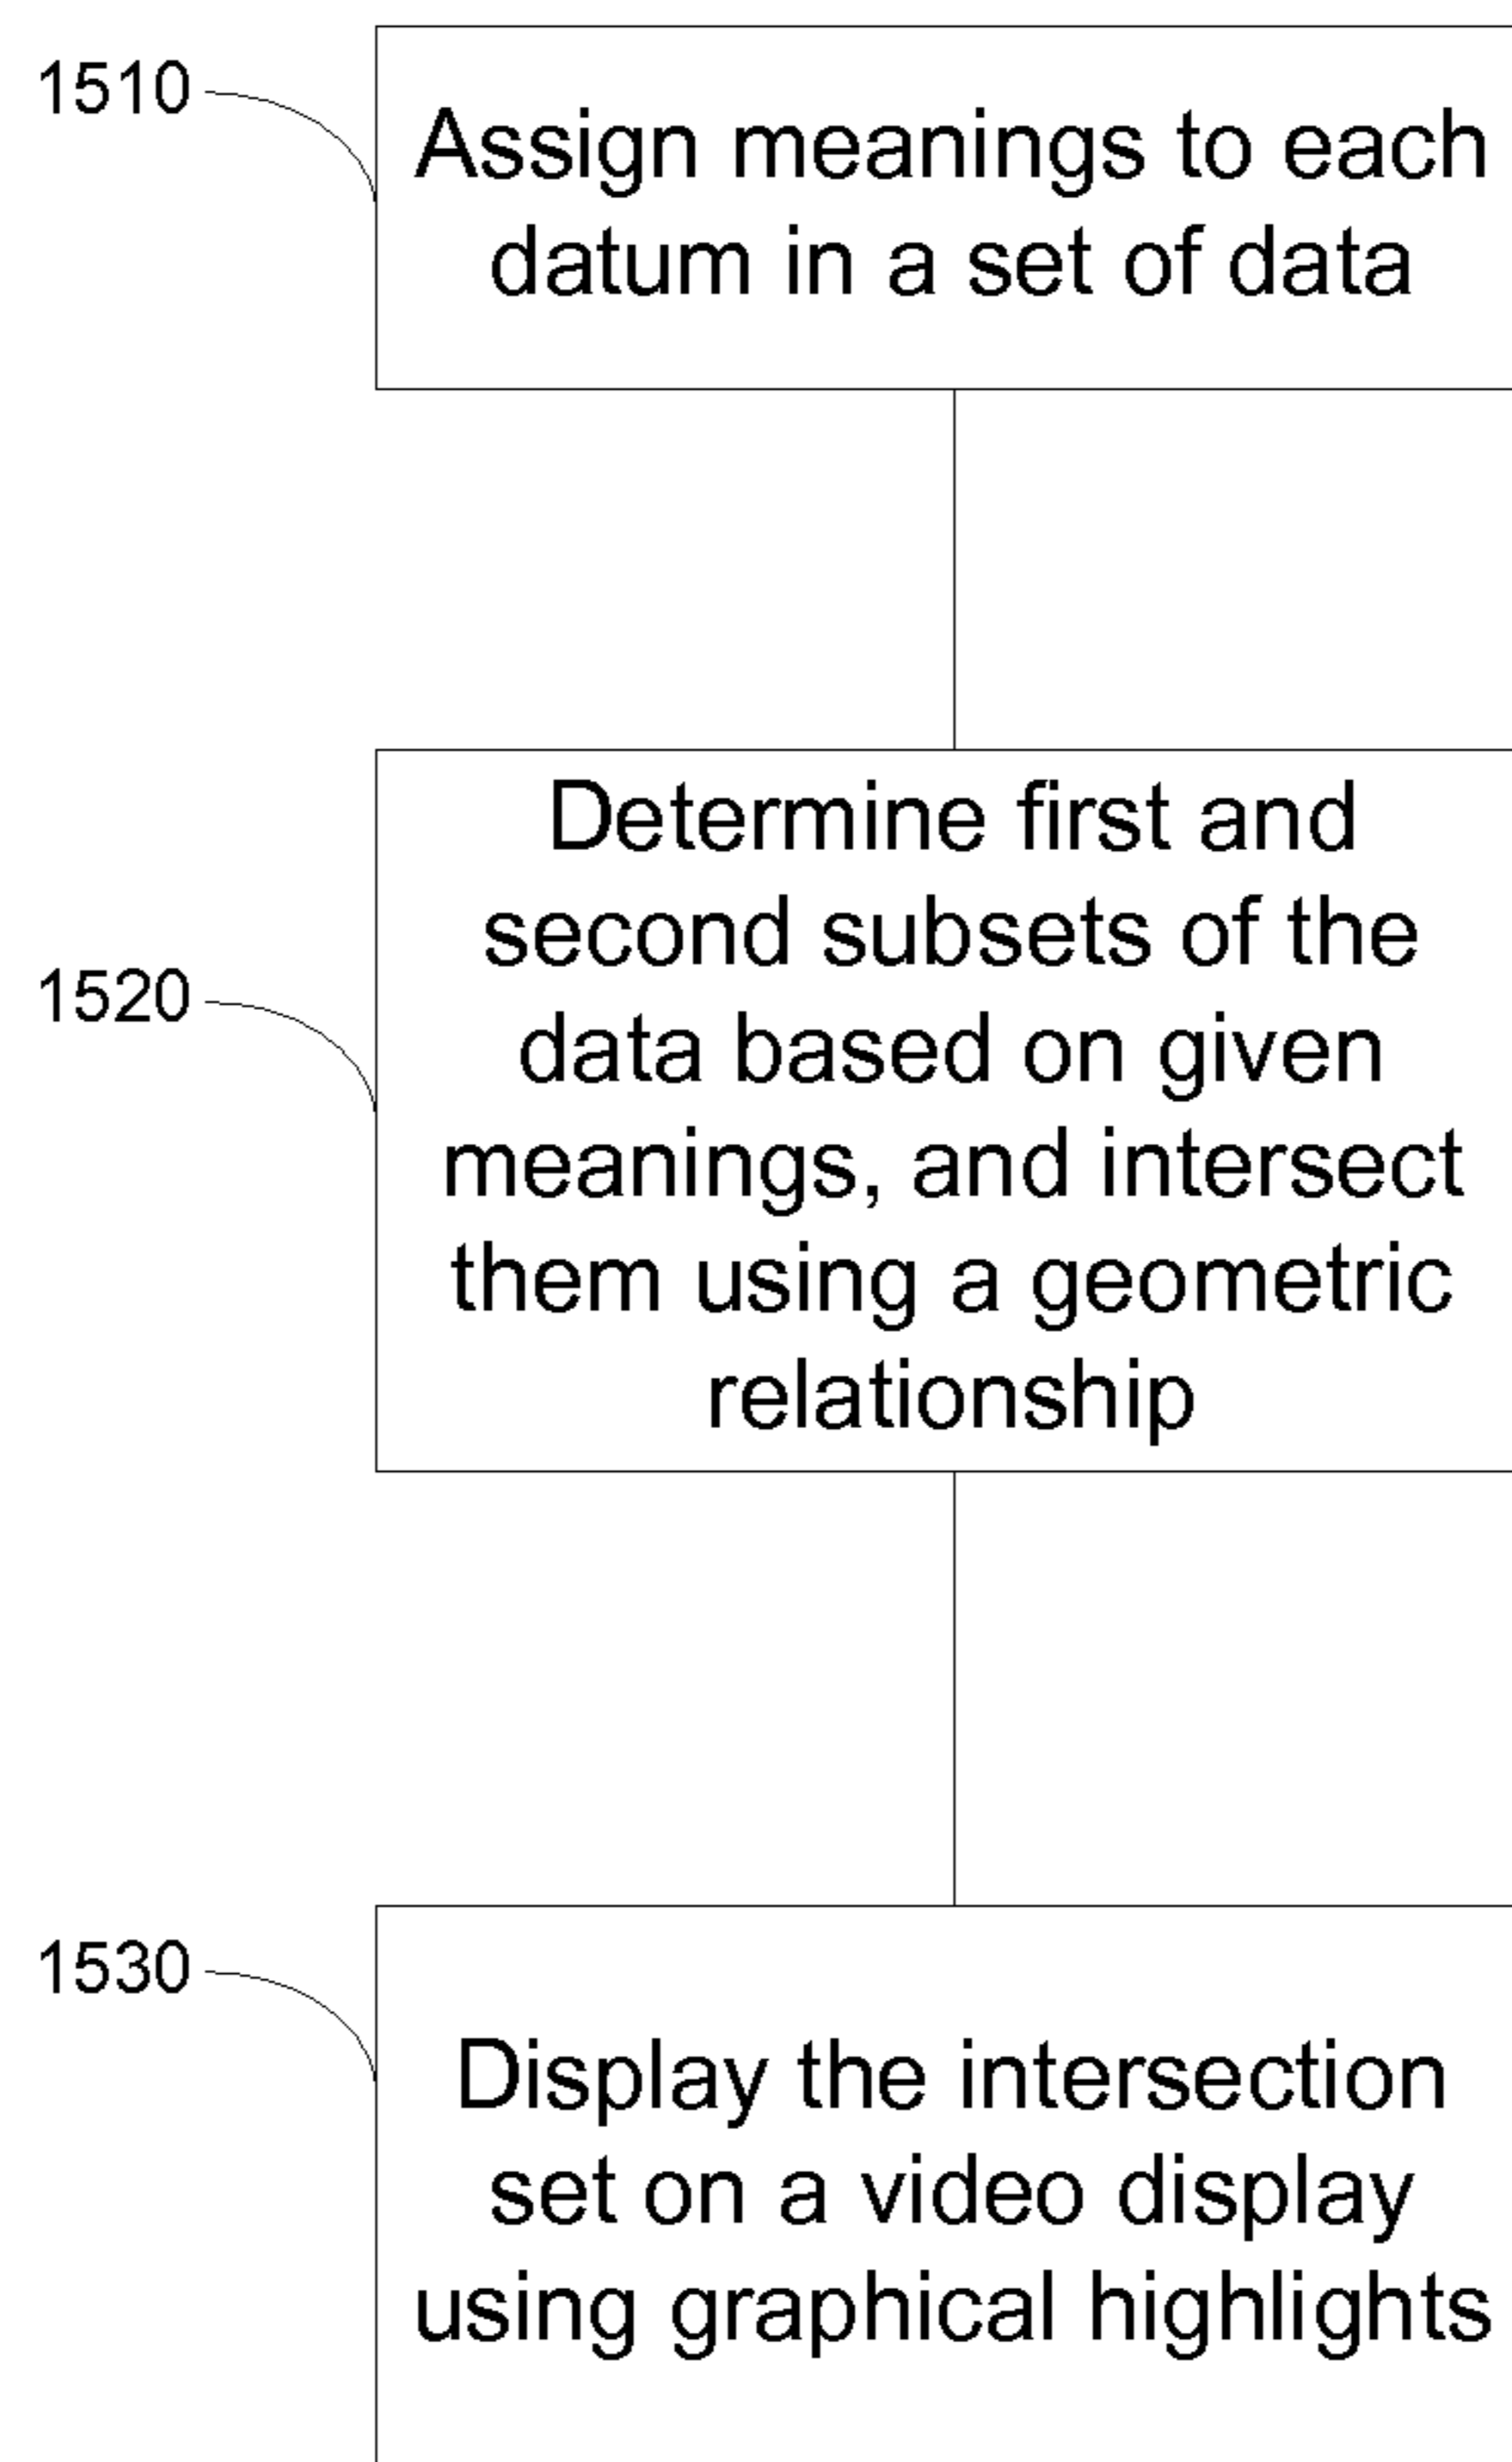 1510
Assign meanings to each
datum in a set of data
1520
Determine first and
second subsets of the
data based on given
meanings, and intersect
them using a geometric
relationship
1530
Display the intersection
set on a video display
using graphical highlights